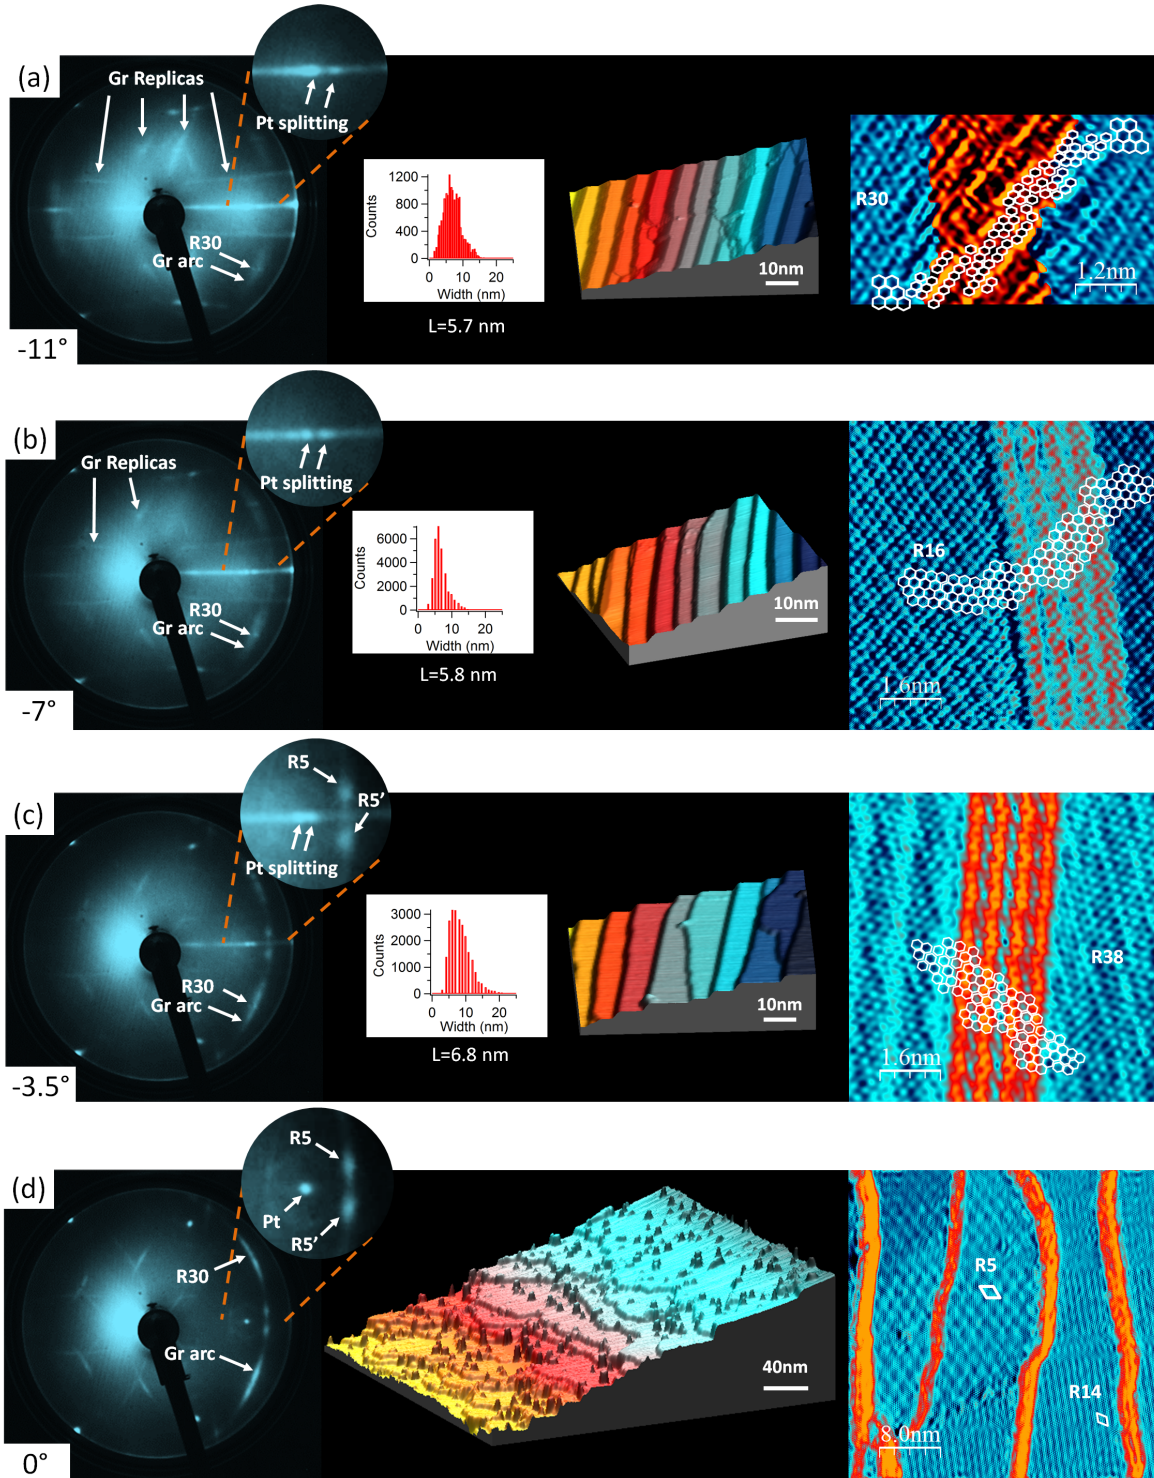 (a)
Gr Replicas
Pt splitting
R30
Gr arc
-11°
Counts
1200
800
400
0
0
10
20
Width (nm)
L=5.7 nm
10nm
R30
1.2nm
(b)
Gr Replicas
Pt splitting
R30
Gr arc
-7°
Counts
6000
4000
2000
0
0
10
20
Width (nm)
L=5.8 nm
10nm
R16
1.6nm
(c)
R5
R5'
Pt splitting
R30
Gr arc
-3.5°
Counts
3000
2000
1000
0
0
10
20
Width (nm)
L=6.8 nm
10nm
R38
1.6nm
(d)
R5
Pt
R5'
R30
Gr arc
0°
40nm
R5
R14
8.0nm